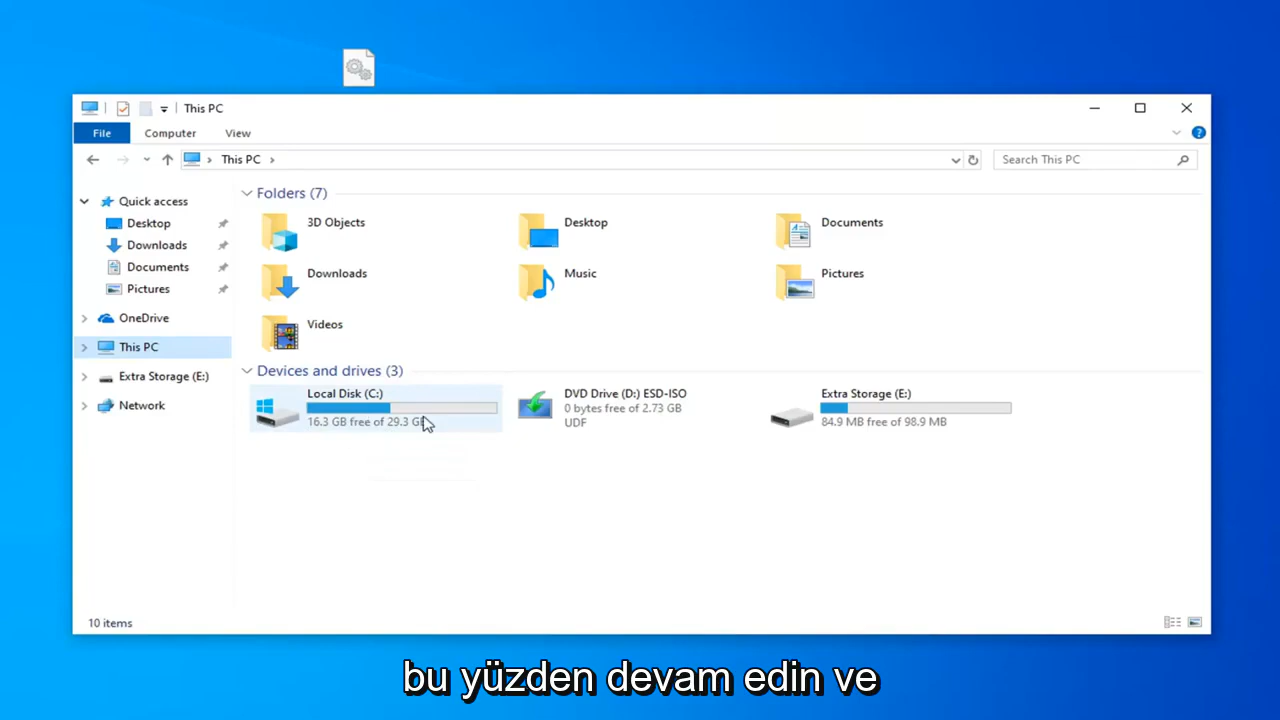 This PC
File Computer View
This PC
Search This PC
Quick access
Desktop
Downloads
Documents
Pictures
OneDrive
This PC
Extra Storage (E:)
Network
Folders (7)
3D Objects
Desktop
Documents
Downloads
Music
Pictures
Videos
Devices and drives (3)
Local Disk (C:)
16.3 GB free of 29.3 GB
DVD Drive (D:) ESD-ISO
0 bytes free of 2.73 GB
UDF
Extra Storage (E:)
84.9 MB free of 98.9 MB
10 items
bu yüzden devam edin ve